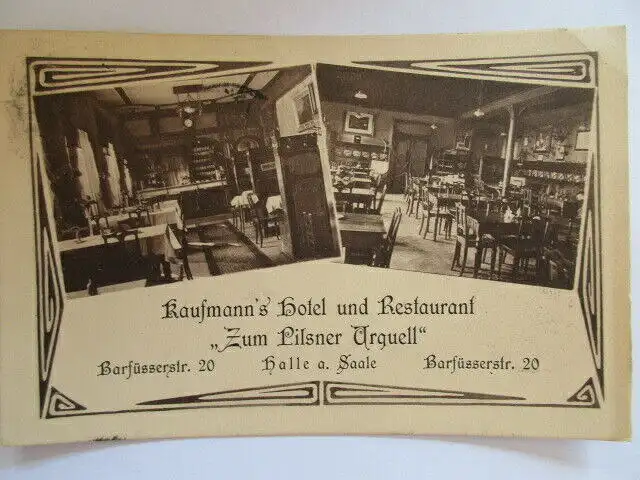 Kaufmann's Hotel und Restaurant
„Zum Pilsner Urquell“
Barfüsserstr. 20 Halle a. Saale Barfüsserstr. 20